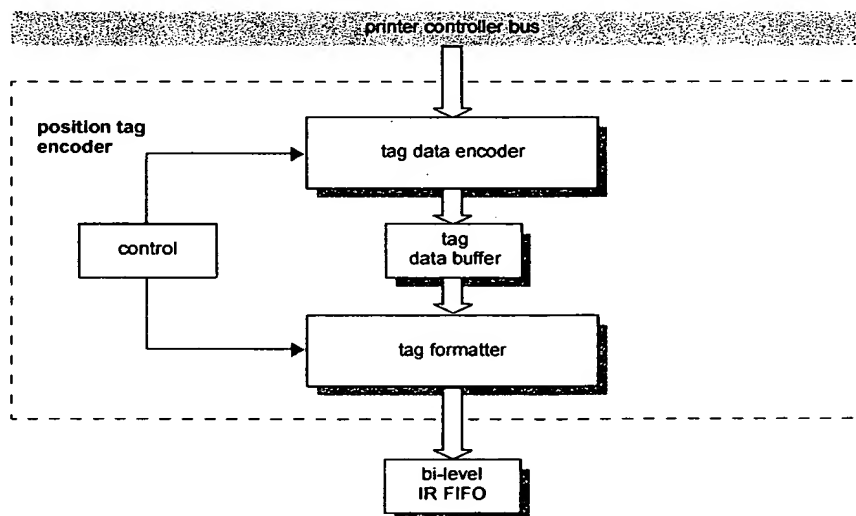 printer controller bus
position tag
encoder
tag data encoder
control
tag
data buffer
tag formatter
bi-level
IR FIFO